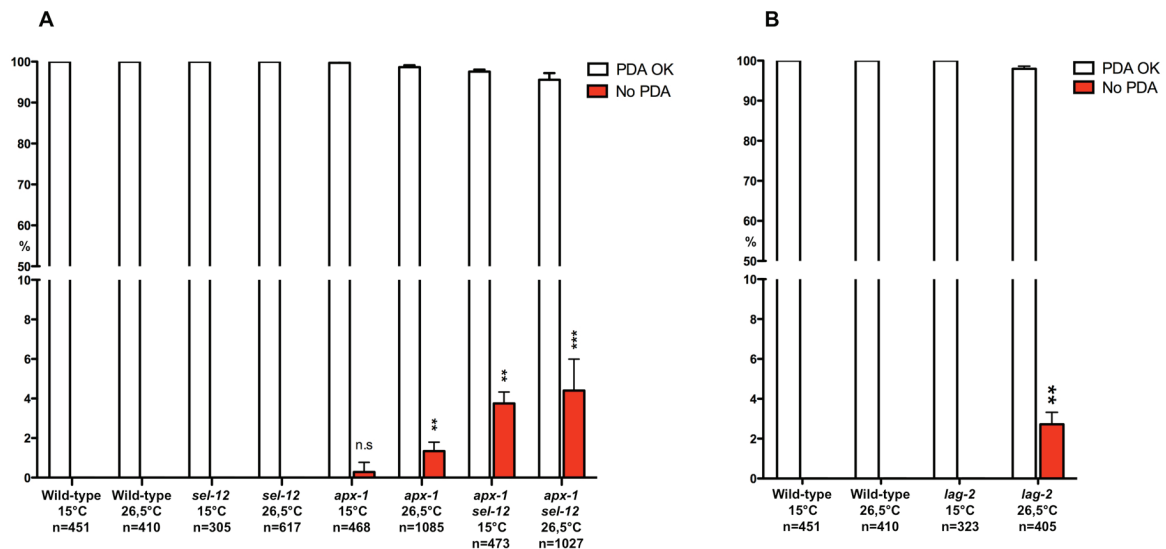 A
PDA OK
No PDA
100
90
80
70
60
%
50
10
8
6
4
2
0
n.s
**
**
***
Wild-type
15°C
n=451
Wild-type
26,5°C
n=410
sel-12
15°C
n=305
sel-12
26,5°C
n=617
apx-1
15°C
n=468
apx-1
26,5°C
n=1085
apx-1
sel-12
15°C
n=473
apx-1
sel-12
26,5°C
n=1027
B
PDA OK
No PDA
100
90
80
70
60
%
50
10
8
6
4
2
0
**
Wild-type
15°C
n=451
Wild-type
26,5°C
n=410
lag-2
15°C
n=323
lag-2
26,5°C
n=405